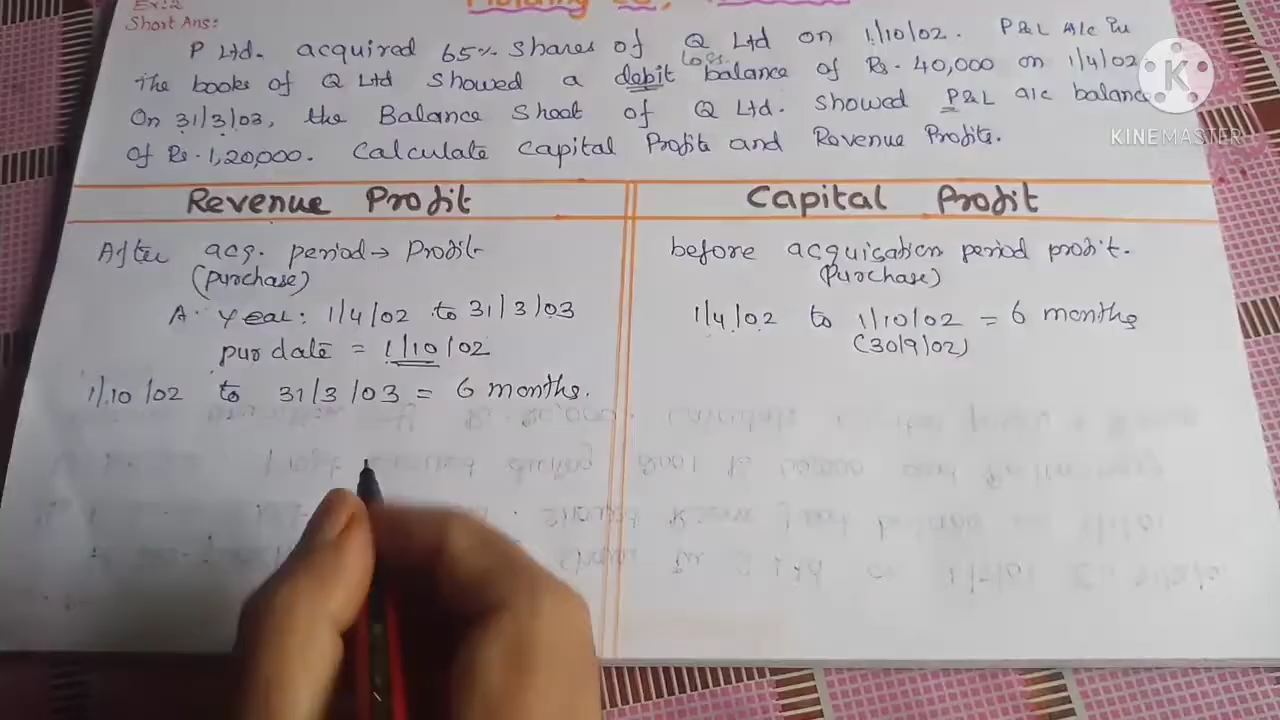 Ex:2
Short Ans:
P Ltd. acquired 65% shares of Q Ltd on 1/10/02. P&L A/c in
loss
The books of Q Ltd showed a debit balance of Rs. 40,000 on 1/4/02
On 31/3/03, the Balance Sheet of Q Ltd. showed P&L a/c balanc
of Rs. 1,20,000. Calculate Capital Profits and Revenue Profits.
KINEMASTER
Revenue Profit
Capital Profit
After acq. period → Profit
(purchase)
A. Year: 1/4/02 to 31/3/03
pur date = 1/10/02
1/10/02 to 31/3/03 = 6 months.
before acquisation period profit.
(Purchase)
1/4/02 to 1/10/02 = 6 months
(30/9/02)